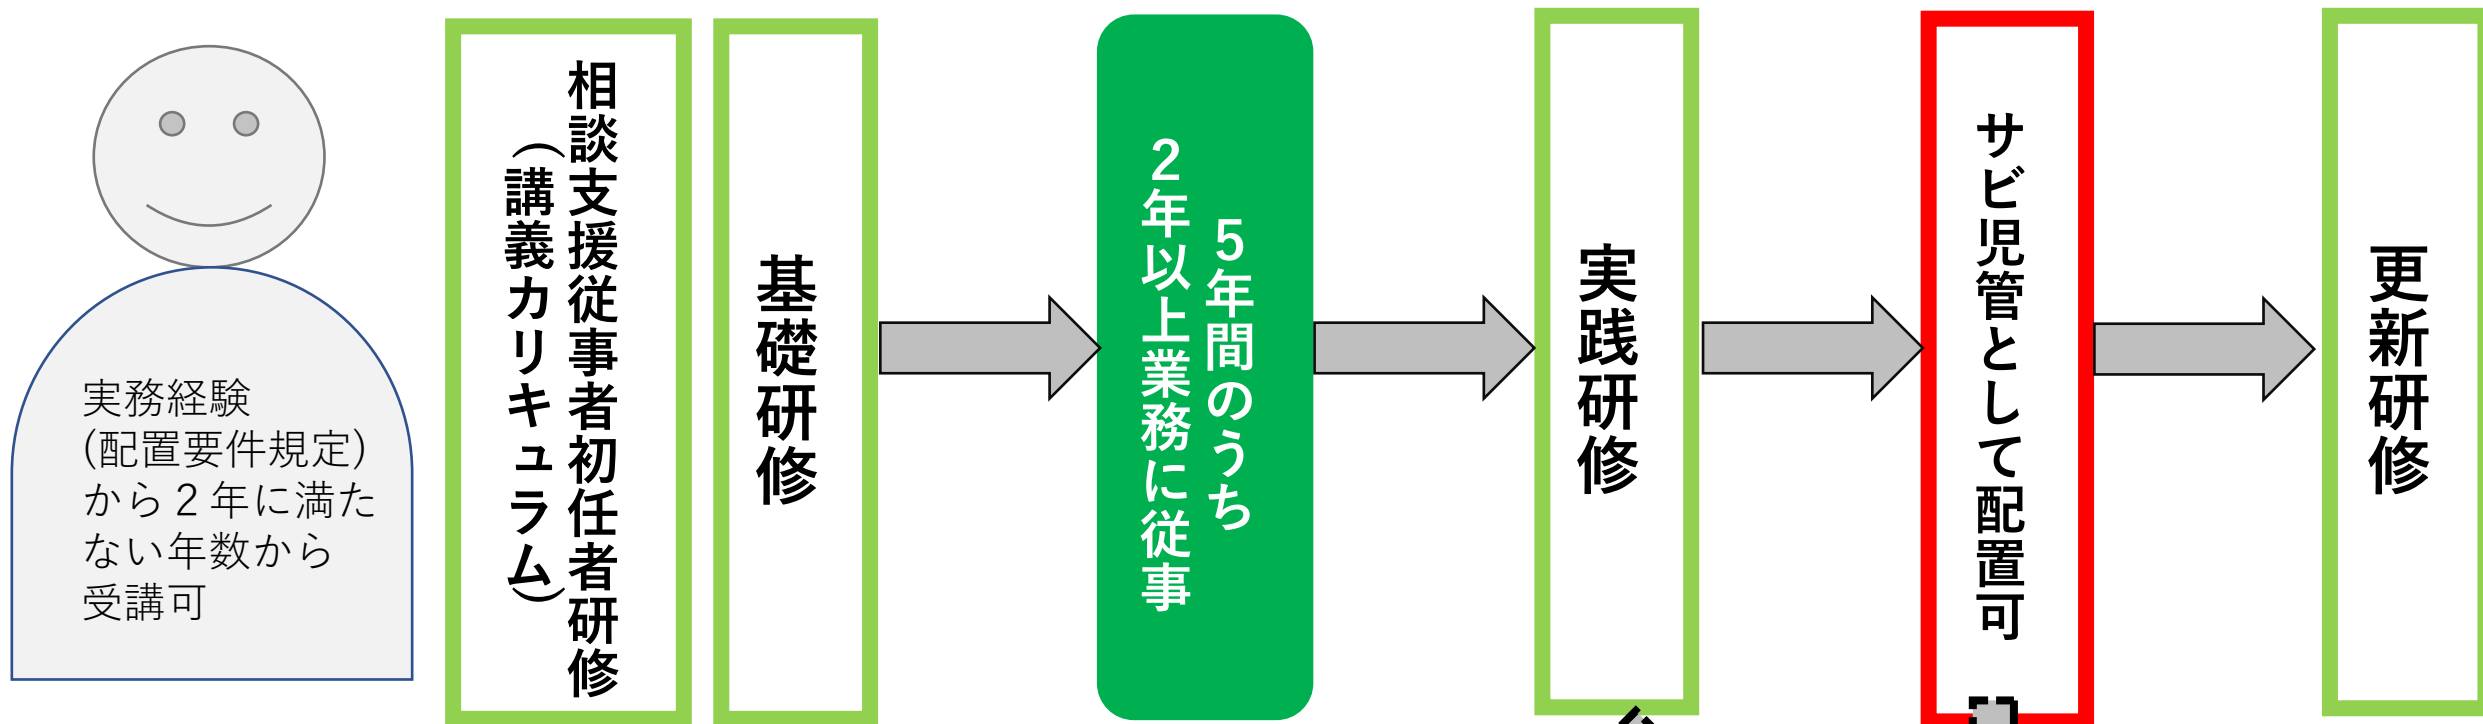 実務経験
(配置要件規定)
から２年に満た
ない年数から
受講可
相談支援従事者初任者研修
（講義カリキュラム）
基礎研修
５年間のうち
２年以上業務に従事
実践研修
サビ児管として配置可
更新研修